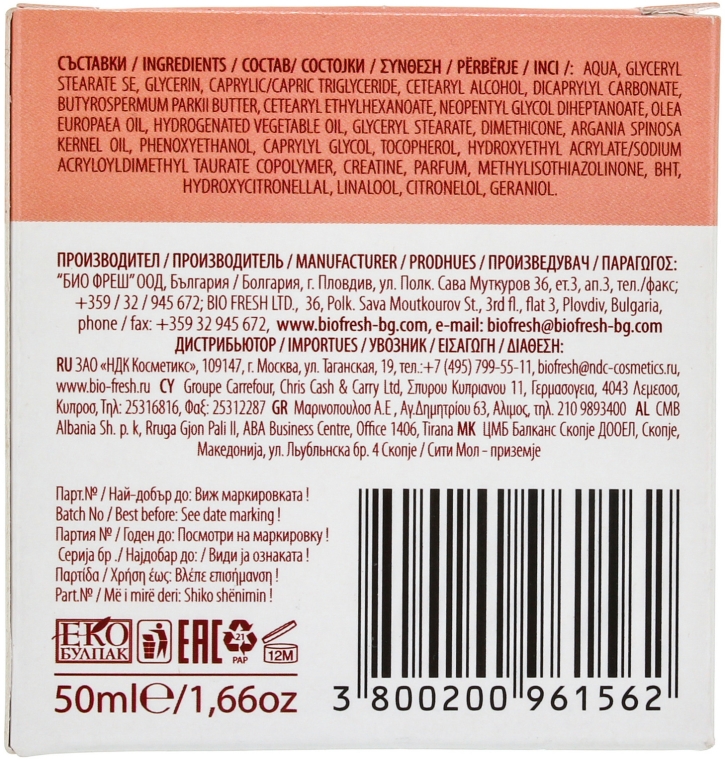 СЪСТАВКИ / INGREDIENTS / СОСТАВ/ СОСТОЈКИ / ΣΥΝΘΕΣΗ / PËRBËRJE / INCI /: AQUA, GLYCERYL
STEARATE SE, GLYCERIN, CAPRYLIC/CAPRIC TRIGLYCERIDE, CETEARYL ALCOHOL, DICAPRYLYL CARBONATE,
BUTYROSPERMUM PARKII BUTTER, CETEARYL ETHYLHEXANOATE, NEOPENTYL GLYCOL DIHEPTANOATE, OLEA
EUROPAEA OIL, HYDROGENATED VEGETABLE OIL, GLYCERYL STEARATE, DIMETHICONE, ARGANIA SPINOSA
KERNEL OIL, PHENOXYETHANOL, CAPRYLYL GLYCOL, TOCOPHEROL, HYDROXYETHYL ACRYLATE/SODIUM
ACRYLOYLDIMETHYL TAURATE COPOLYMER, CREATINE, PARFUM, METHYLISOTHIAZOLINONE, BHT,
HYDROXYCITRONELLAL, LINALOOL, CITRONELOL, GERANIOL.
ПРОИЗВОДИТЕЛ / ПРОИЗВОДИТЕЛЬ / MANUFACTURER / PRODHUES / ПРОИЗВЕДУВАЧ / ΠΑΡΑΓΩΓΟΣ:
"БИО ФРЕШ" ООД, България / Болгария, г. Пловдив, ул. Полк. Сава Муткуров 36, ет.3, ап.3, тел./факс;
+359 / 32 / 945 672; BIO FRESH LTD., 36, Polk. Sava Moutkourov St., 3rd fl., flat 3, Plovdiv, Bulgaria,
phone / fax: +359 32 945 672, www.biofresh-bg.com, e-mail: biofresh@biofresh-bg.com
ДИСТРИБЬЮТОР / IMPORTUES / УВОЗНИК / ΕΙΣΑΓΩΓΗ / ΔΙΑΘΕΣΗ:
RU ЗАО «НДК Косметикс», 109147, г. Москва, ул. Таганская, 19, тел.:+7 (495) 799-55-11, biofresh@ndc-cosmetics.ru,
www.bio-fresh.ru CY Groupe Carrefour, Chris Cash & Carry Ltd, Σπυρου Κυπριανου 11, Γερμασογεια, 4043 Λεμεσος,
Κυπρος, Τηλ: 25316816, Φαξ: 25312287 GR Μαρινοπουλος Α.Ε , Αγ.Δημητρίου 63, Αλιμος, τηλ. 210 9893400 AL CMB
Albania Sh. p. k, Rruga Gjon Pali II, ABA Business Centre, Office 1406, Tirana MK ЦМБ Балканс Скопје ДООЕЛ, Скопје,
Македонија, ул. Љубљнска бр. 4 Скопје / Сити Мол - приземје
Парт.№ / Най-добър до: Виж маркировката !
Batch No / Best before: See date marking !
Партия № / Годен до: Посмотри на маркировку !
Серија бр ./ Најдобар до: / Види ја ознаката !
Παρτίδα / Χρήση έως: Βλέπε επισήμανση !
Part.№ / Më i mirë deri: Shiko shënimin !
ЕКО
БУЛПАК
EAC
21
PAP
12M
50ml℮/1,66oz
3 800200 961562